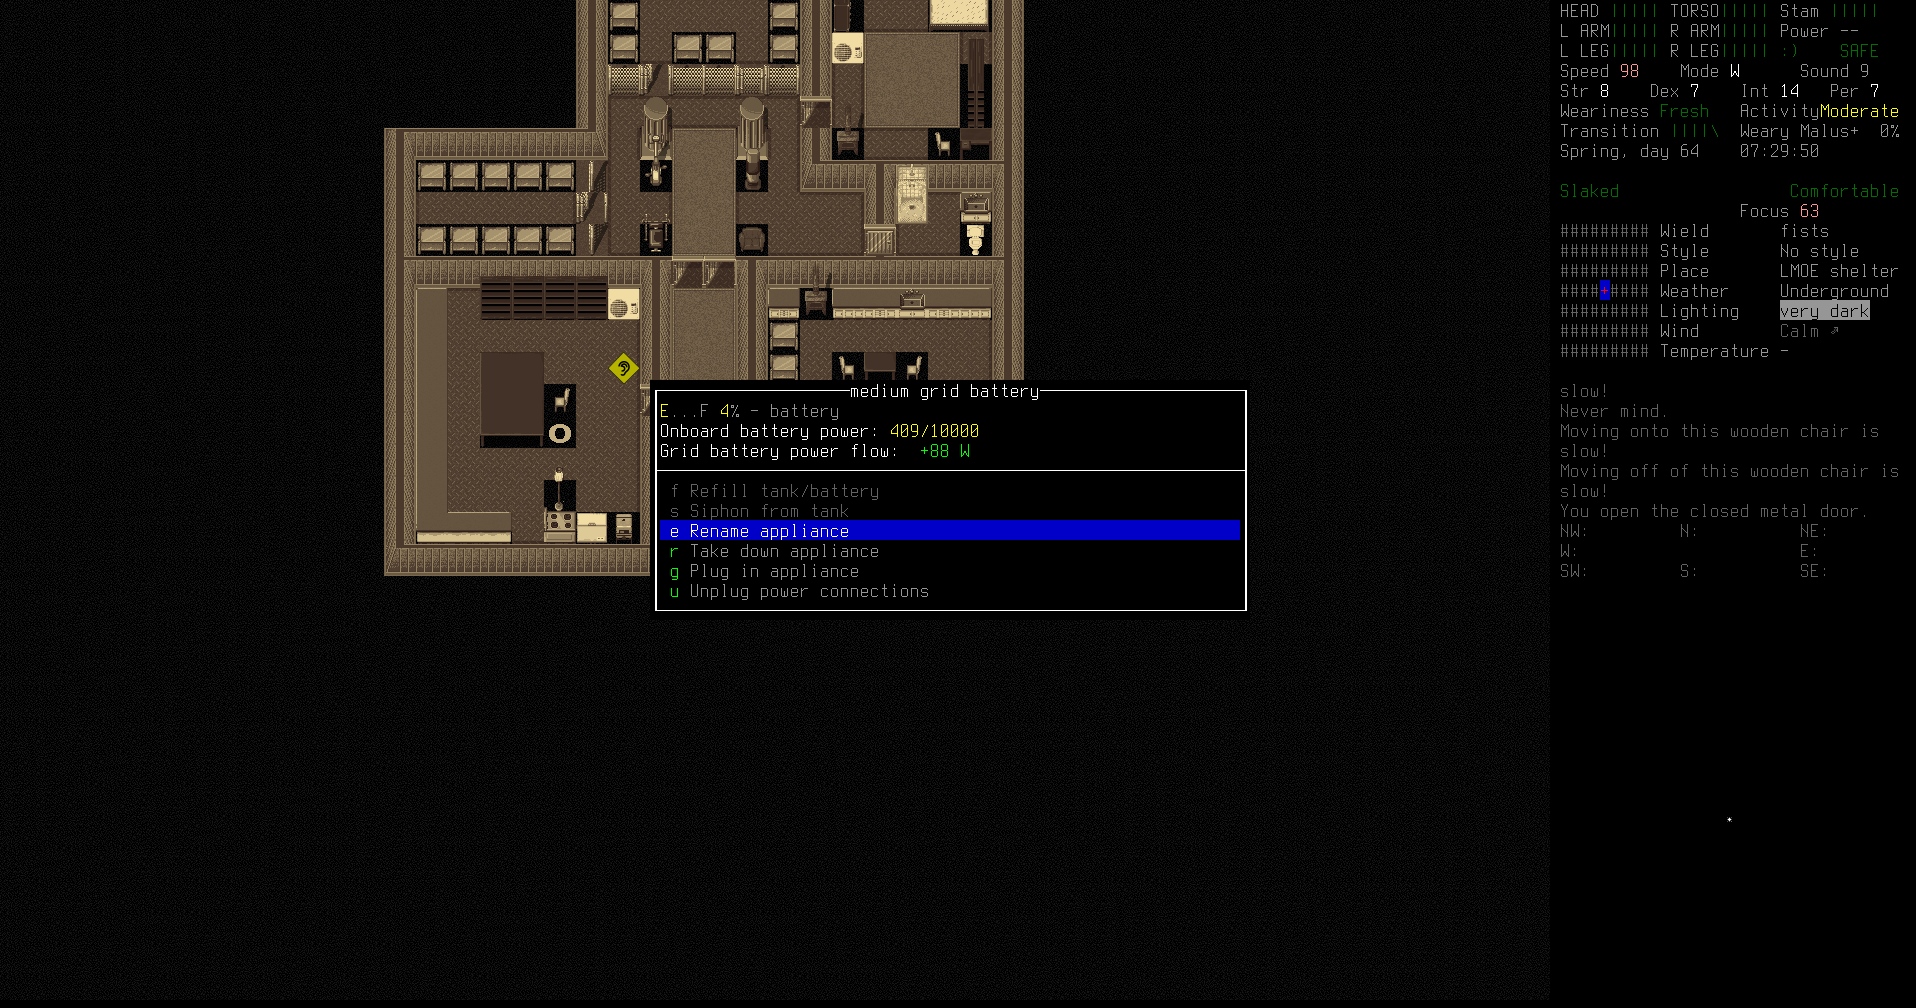 HEAD ||||| TORSO||||| Stam |||||
L ARM||||| R ARM||||| Power --
L LEG||||| R LEG||||| :) SAFE
Speed 98 Mode W Sound 9
Str 8 Dex 7 Int 14 Per 7
Weariness Fresh ActivityModerate
Transition ||||\ Weary Malus+ 0%
Spring, day 64 07:29:50
Slaked Comfortable
Focus 63
######### Wield fists
######### Style No style
######### Place LMOE shelter
####+#### Weather Underground
######### Lighting very dark
######### Wind Calm ↗
######### Temperature -
slow!
Never mind.
Moving onto this wooden chair is
slow!
Moving off of this wooden chair is
slow!
You open the closed metal door.
NW: N: NE:
W: E:
SW: S: SE:
medium grid battery
E...F 4% - battery
Onboard battery power: 409/10000
Grid battery power flow: +88 W
f Refill tank/battery
s Siphon from tank
e Rename appliance
r Take down appliance
g Plug in appliance
u Unplug power connections